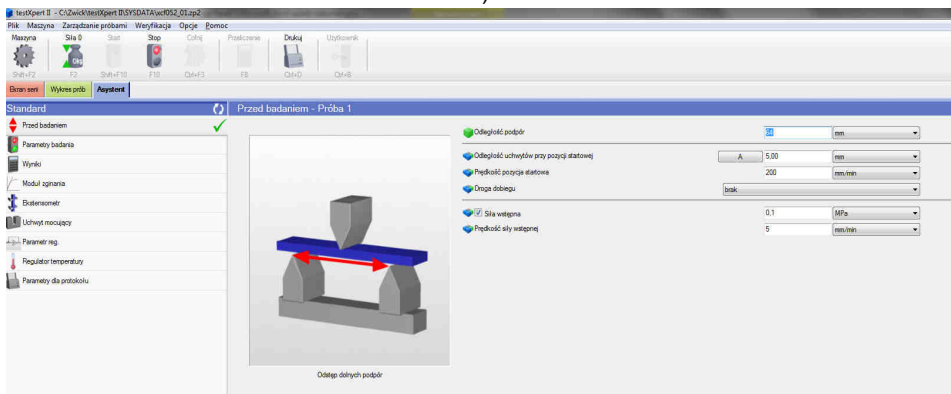 testXpert II - C:\Zwick\testXpert II\SYSDATA\xcf052_01.zp2
Plik Maszyna Zarządzanie próbami Weryfikacja Opcje Pomoc
Maszyna Siła 0 Start Stop Cofnij Przekrzenie Drukuj Użytkownik
0kg
Shift+F2 F2 Shift+F10 F10 Ctrl+F3 F8 Ctrl+D Ctrl+B
Ekran serii Wykres prób Asystent
Standard
Przed badaniem
Parametry badania
Wyniki
Moduł zginania
Ekstensometr
Uchwyt mocujący
Parametr reg.
Regulator temperatury
Parametry dla protokołu
Przed badaniem - Próba 1
Odstęp dolnych podpór
Odległość podpór 64 mm
Odległość uchwytów przy pozycji startowej A 5,00 mm
Prędkość pozycja startowa 200 mm/min
Droga dobiegu brak
Siła wstępna 0,1 MPa
Prędkość siły wstępnej 5 mm/min